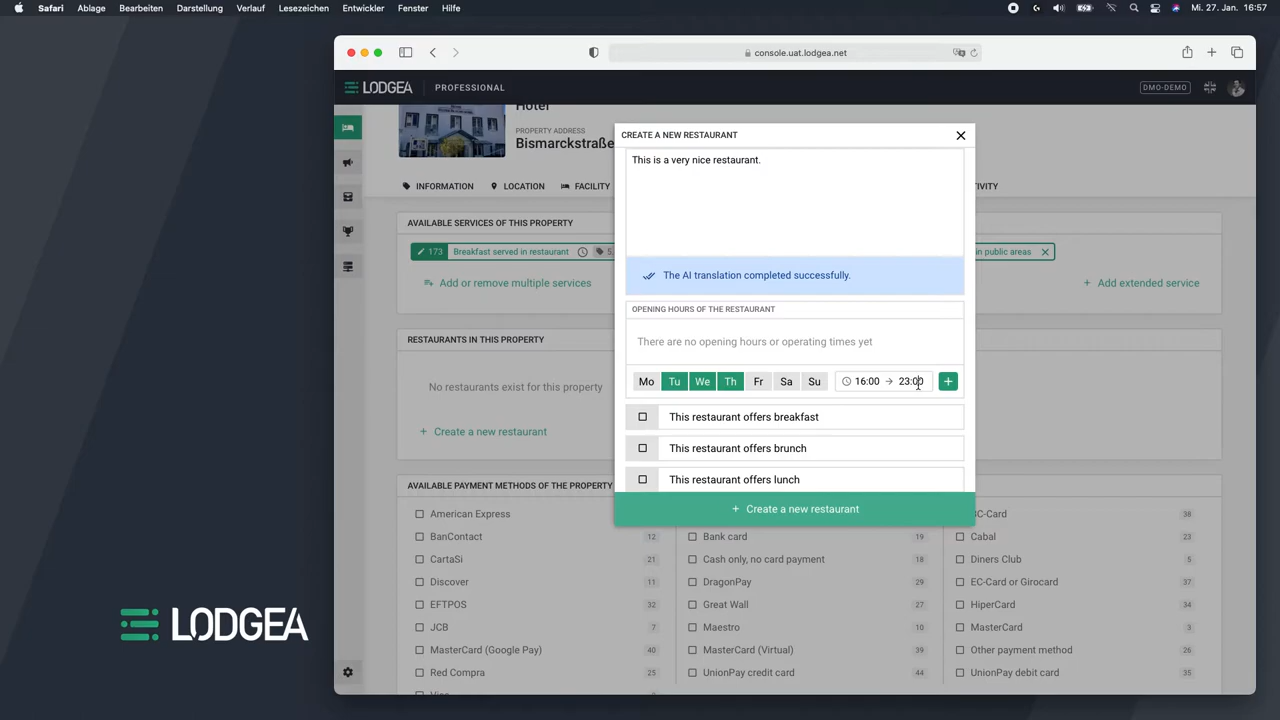 Safari Ablage Bearbeiten Darstellung Verlauf Lesezeichen Entwickler Fenster Hilfe Mi. 27. Jan. 16:57
console.uat.lodgea.net
LODGEA PROFESSIONAL DMO-DEMO
Hotel
PROPERTY ADDRESS
Bismarckstraße
INFORMATION LOCATION FACILITY
AVAILABLE SERVICES OF THIS PROPERTY
173 Breakfast served in restaurant 5 in public areas
Add or remove multiple services
+ Add extended service
RESTAURANTS IN THIS PROPERTY
No restaurants exist for this property
+ Create a new restaurant
CREATE A NEW RESTAURANT
This is a very nice restaurant.
The AI translation completed successfully.
OPENING HOURS OF THE RESTAURANT
There are no opening hours or operating times yet
Mo Tu We Th Fr Sa Su 16:00 → 23:00 +
This restaurant offers breakfast
This restaurant offers brunch
This restaurant offers lunch
+ Create a new restaurant
AVAILABLE PAYMENT METHODS OF THE PROPERTY
American Express 38
BanContact 12 Bank card 19 Cabal 23
CartaSi 21 Cash only, no card payment 18 Diners Club 5
Discover 11 DragonPay 29 EC-Card or Girocard 37
EFTPOS 32 Great Wall 27 HiperCard 34
JCB 7 Maestro 10 MasterCard 3
MasterCard (Google Pay) 40 MasterCard (Virtual) 39 Other payment method 26
Red Compra 25 UnionPay credit card 44 UnionPay debit card 35
LODGEA